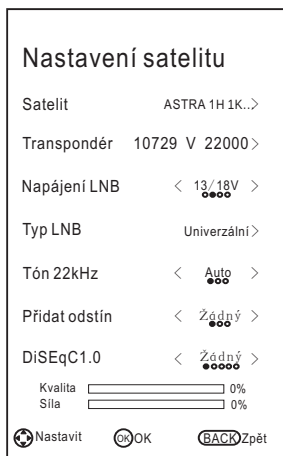 Nastavení satelitu
Satelit ASTRA 1H 1K..>
Transpondér 10729 V 22000>
Napájení LNB < 13/18V >
Typ LNB Univerzální>
Tón 22kHz < Auto >
Přidat odstín < Žádný >
DiSEqC1.0 < Žádný >
Kvalita 0%
Síla 0%
Nastavit OK OK BACK Zpět